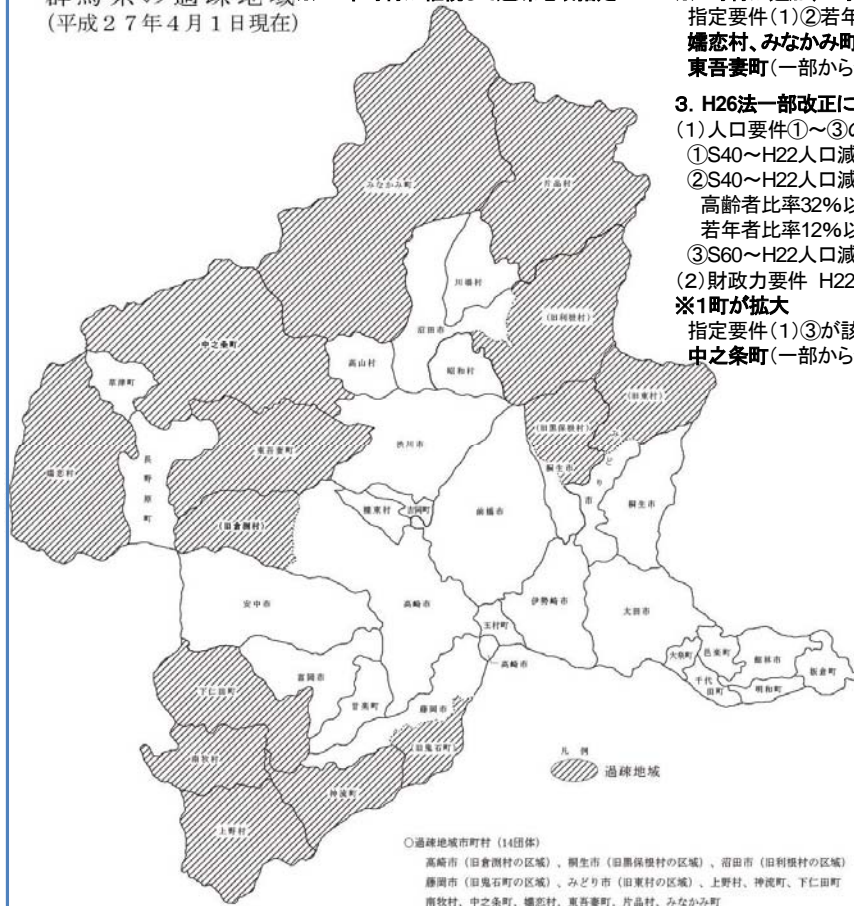 (平成27年4月1日現在)
指定要件(1)②若年
嬬恋村、みなかみ町
東吾妻町(一部から
3. H26法一部改正に
(1)人口要件①～③の
①S40～H22人口減
②S40～H22人口減
高齢者比率32%以
若年者比率12%以
③S60～H22人口減
(2)財政力要件 H22
※1町が拡大
指定要件(1)③が該
中之条町(一部から
みなかみ町
片品村
川場村
沼田市
(旧利根村)
中之条町
高山村
昭和村
草津町
(旧東村)
(旧黒保根村)
東吾妻町
渋川市
みどり市
桐生市
嬬恋村
長野原町
桐生市
(旧倉渕村)
榛東村
吉岡町
前橋市
安中市
高崎市
伊勢崎市
太田市
玉村町
高崎市
大泉町
邑楽町
館林市
板倉町
千代田町
明和町
富岡市
甘楽町
藤岡市
下仁田町
(旧鬼石町)
南牧村
神流町
上野村
凡例
過疎地域
○過疎地域市町村(14団体)
高崎市(旧倉渕村の区域)、桐生市(旧黒保根村の区域)、沼田市(旧利根村の区域)
藤岡市(旧鬼石町の区域)、みどり市(旧東村の区域)、上野村、神流町、下仁田町
南牧村、中之条町、嬬恋村、東吾妻町、片品村、みなかみ町